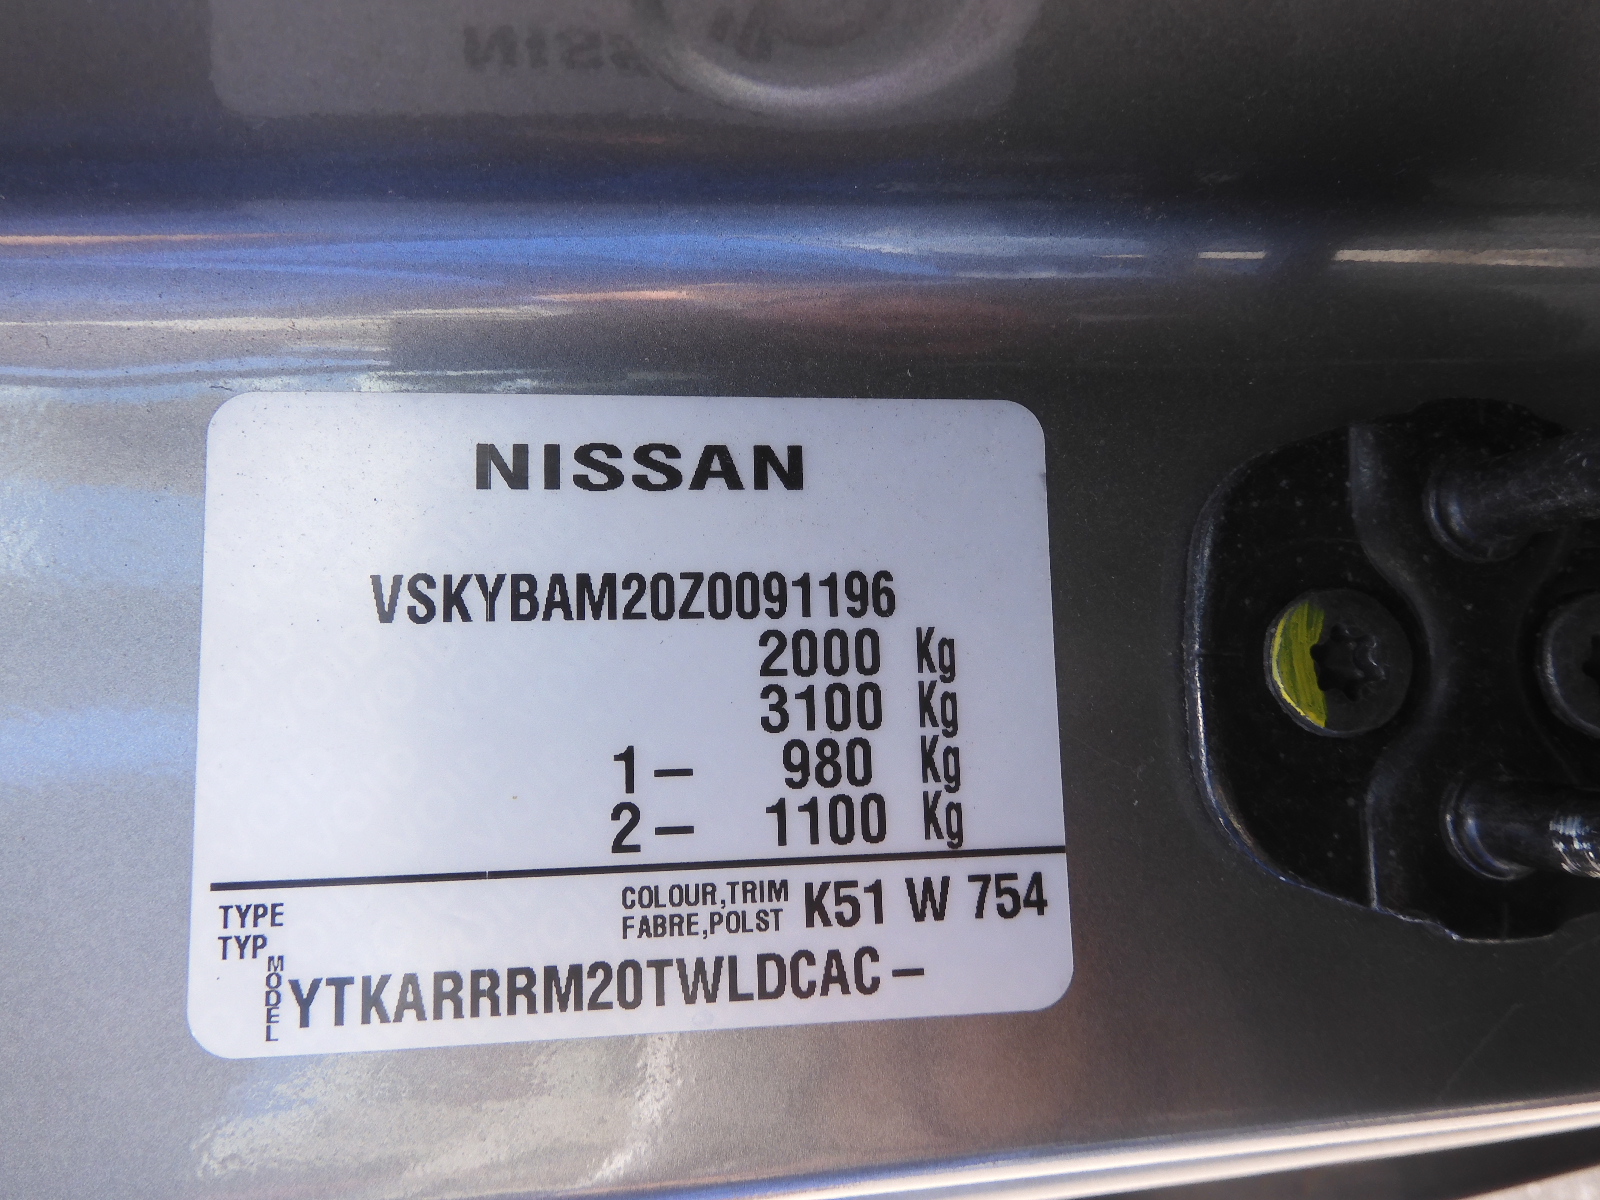 NISSAN
VSKYBAM20Z0091196
2000 Kg
3100 Kg
1- 980 Kg
2- 1100 Kg
TYPE
TYP
COLOUR,TRIM
FABRE,POLST
K51 W 754
MODEL
YTKARRRRM20TWLDCAC-